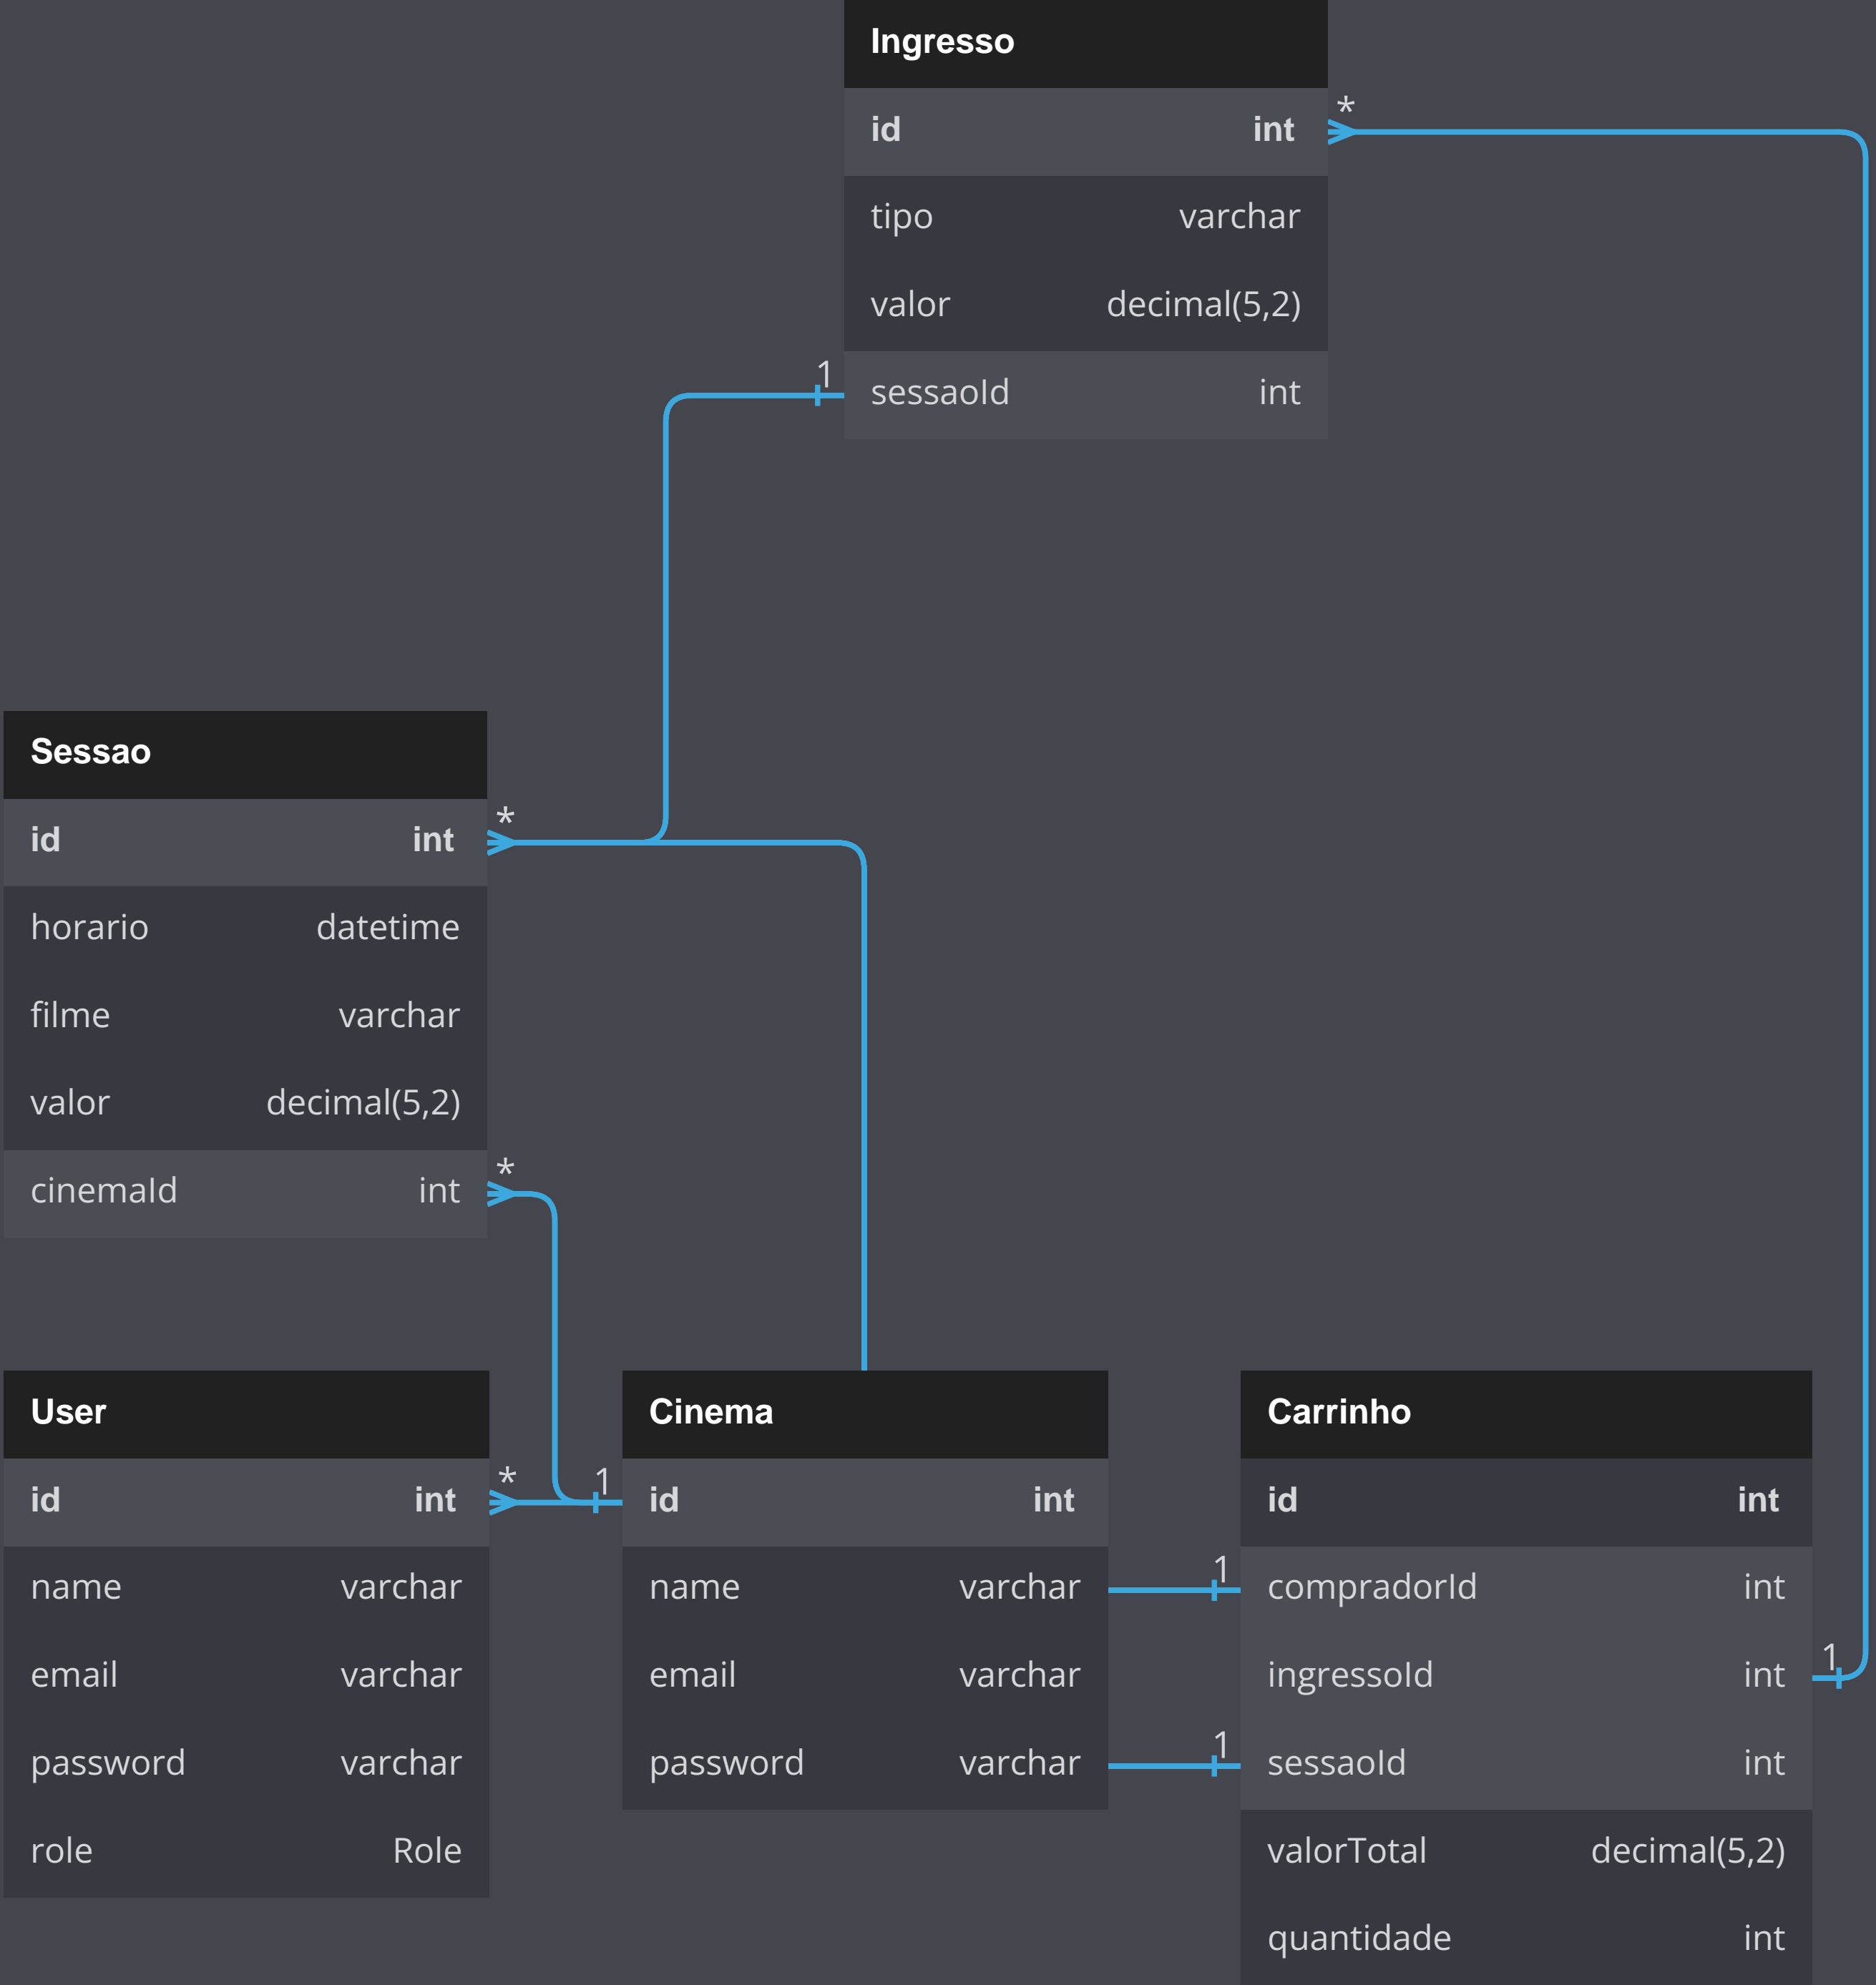 Ingresso
id int
tipo varchar
valor decimal(5,2)
sessaoId int
*
1
Sessao
id int
horario datetime
filme varchar
valor decimal(5,2)
cinemaId int
*
*
User
id int
name varchar
email varchar
password varchar
role Role
*
1
Cinema
id int
name varchar
email varchar
password varchar
1
1
Carrinho
id int
compradorId int
ingressoId int
sessaoId int
valorTotal decimal(5,2)
quantidade int
1